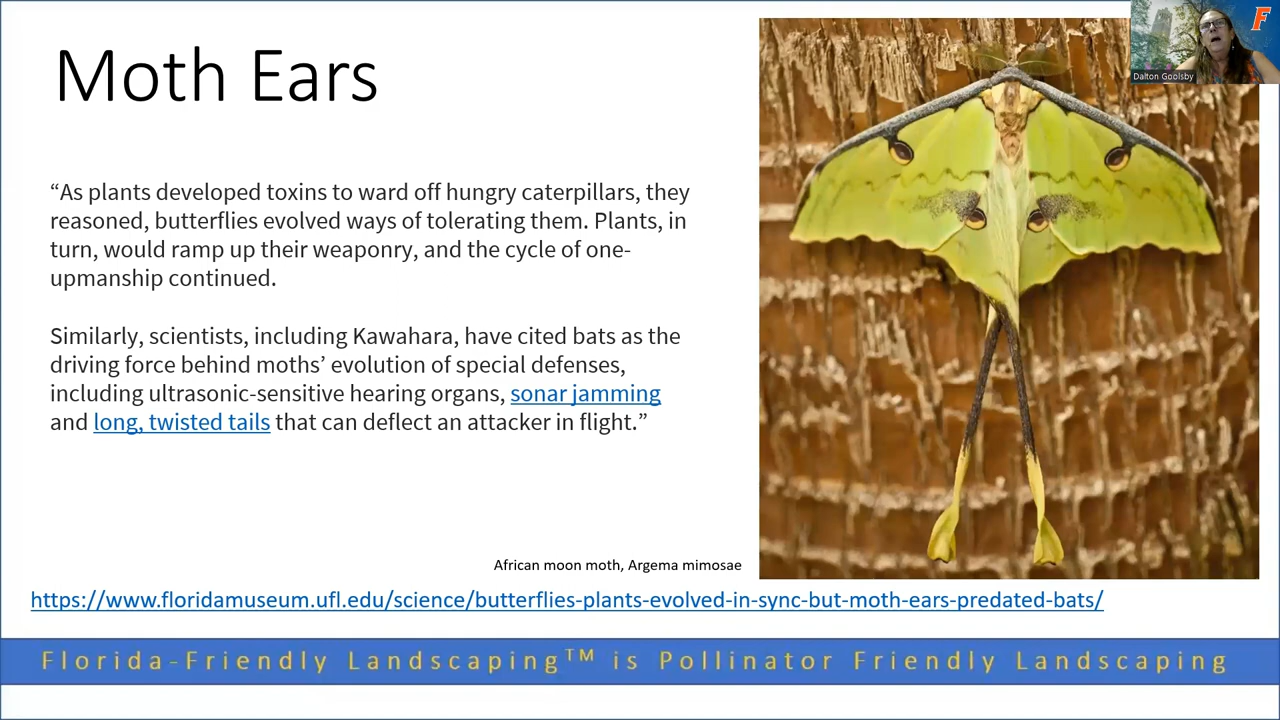 Moth Ears
F
Dalton Goolsby
“As plants developed toxins to ward off hungry caterpillars, they
reasoned, butterflies evolved ways of tolerating them. Plants, in
turn, would ramp up their weaponry, and the cycle of one-
upmanship continued.
Similarly, scientists, including Kawahara, have cited bats as the
driving force behind moths’ evolution of special defenses,
including ultrasonic-sensitive hearing organs, sonar jamming
and long, twisted tails that can deflect an attacker in flight.”
African moon moth, Argema mimosae
https://www.floridamuseum.ufl.edu/science/butterflies-plants-evolved-in-sync-but-moth-ears-predated-bats/
Florida-Friendly Landscaping™ is Pollinator Friendly Landscaping